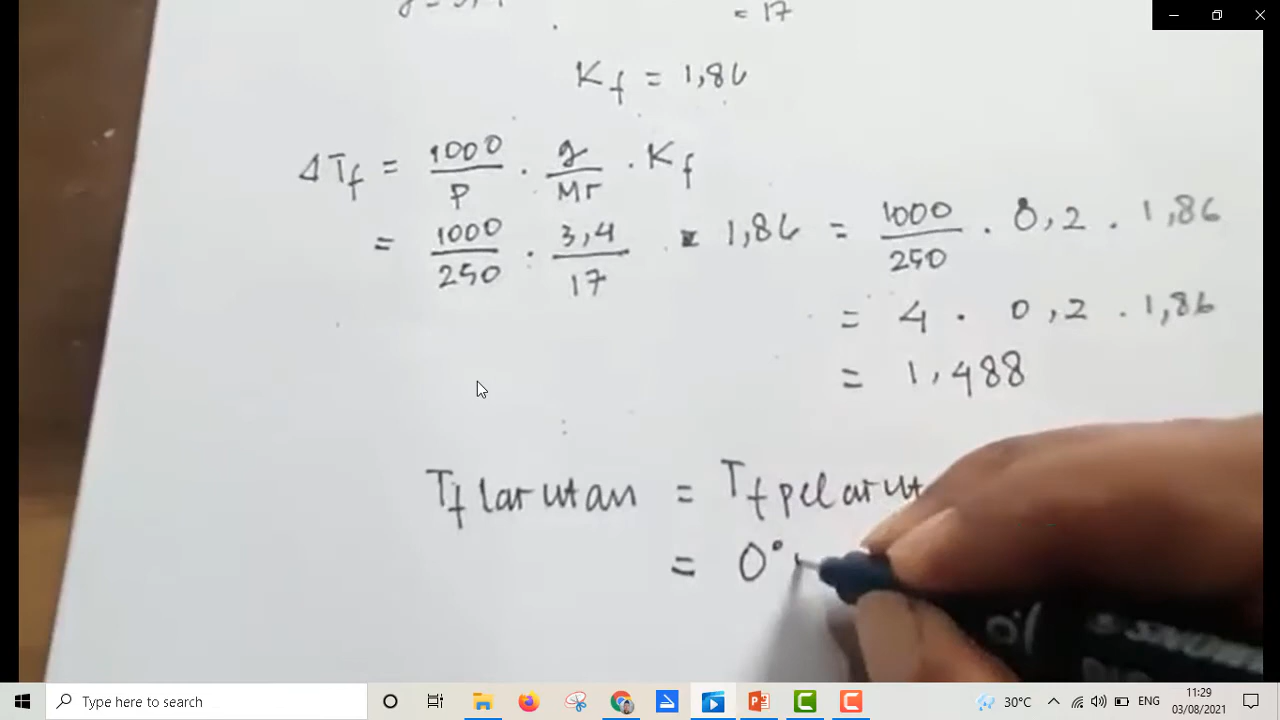 = 17
Kf = 1,86
ΔTf = 1000/P . g/Mr . Kf
= 1000/250 . 3,4/17 x 1,86 = 1000/250 . 0,2 . 1,86
= 4 . 0,2 . 1,86
= 1,488
Tf larutan = Tf pelarut
= 0°
Type here to search
30°C
ENG
11:29
03/08/2021